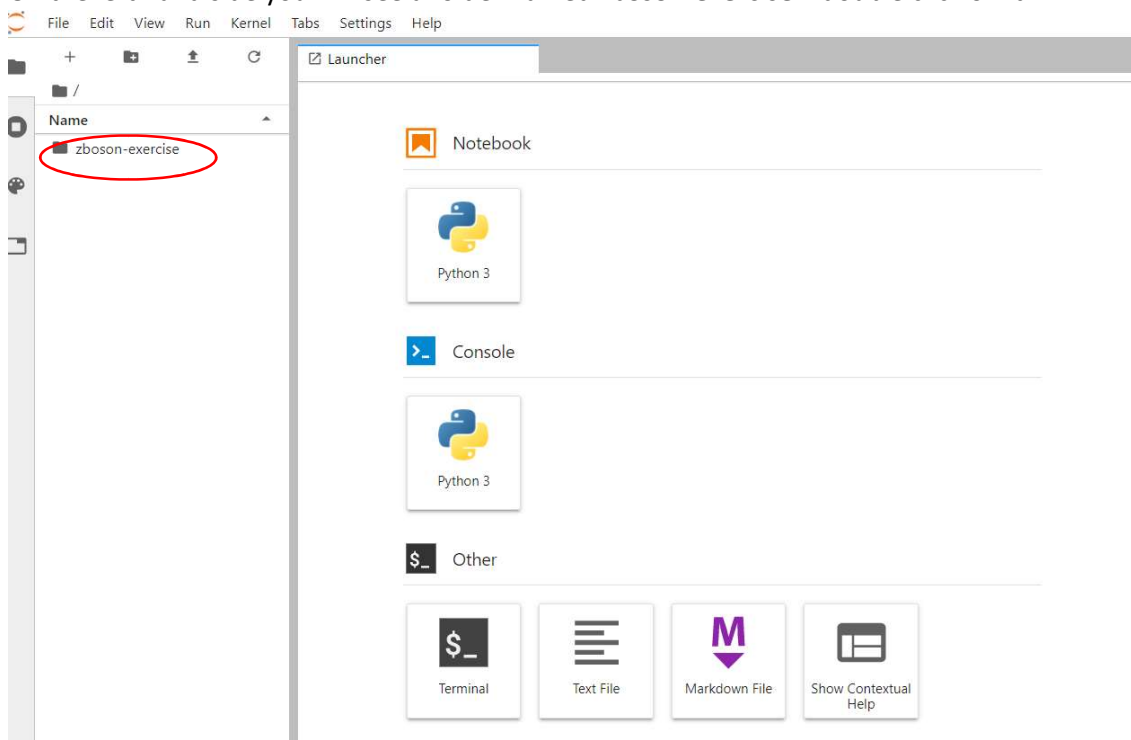 File Edit View Run Kernel Tabs Settings Help
Launcher
/
Name
zboson-exercise
Notebook
Python 3
Console
Python 3
$_ Other
$_
M
Terminal Text File Markdown File Show Contextual
Help